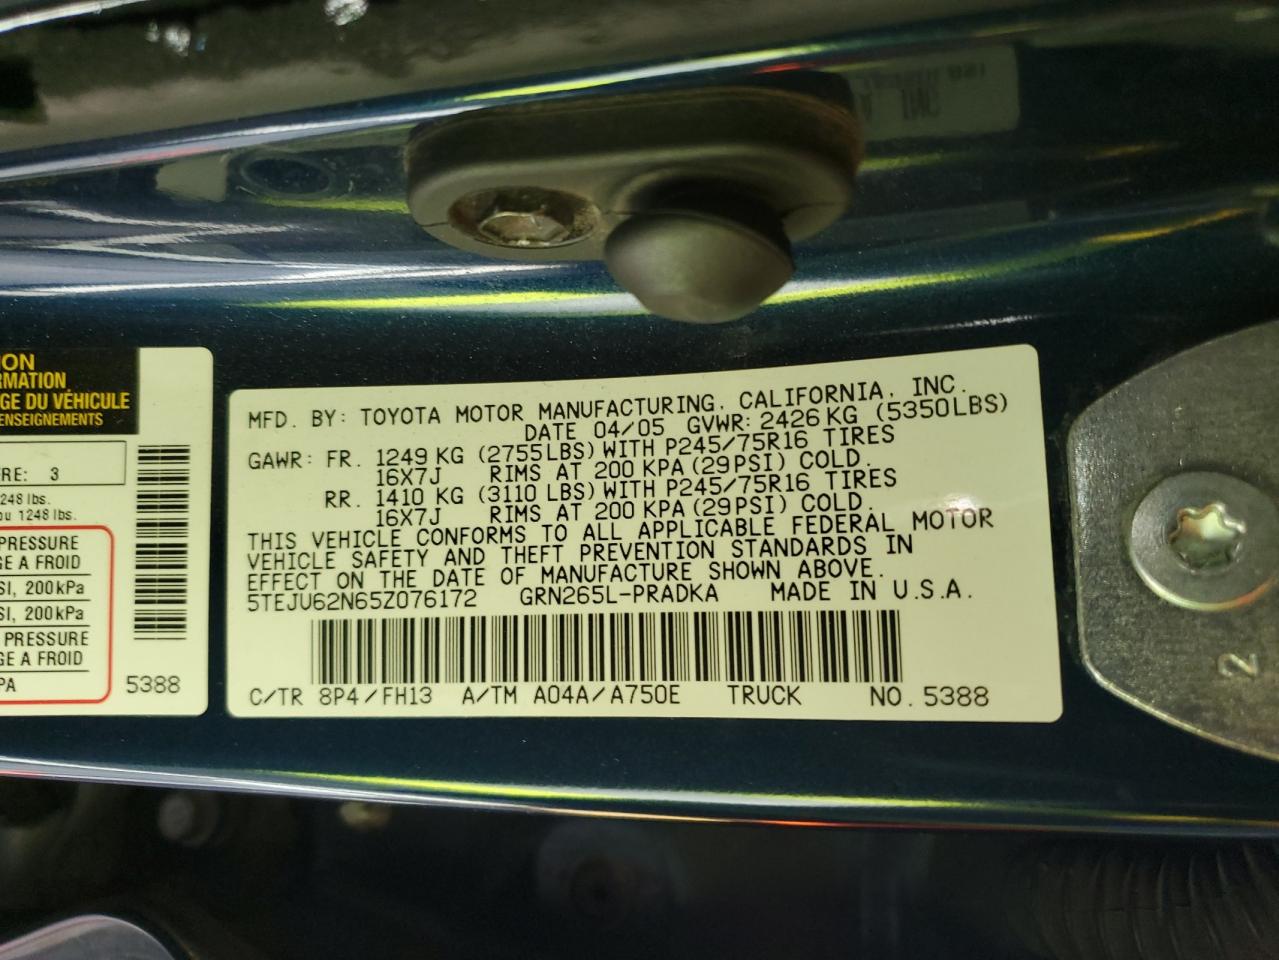 ION
RMATION
GE DU VÉHICULE
ENSEIGNEMENTS
RE: 3
1248 lbs.
ou 1248 lbs.
PRESSURE
GE A FROID
SI, 200kPa
SI, 200kPa
PRESSURE
GE A FROID
PA
5388
MFD. BY: TOYOTA MOTOR MANUFACTURING, CALIFORNIA, INC.
DATE 04/05 GVWR: 2426 KG (5350LBS)
GAWR: FR. 1249 KG (2755LBS) WITH P245/75R16 TIRES
16X7J RIMS AT 200 KPA (29PSI) COLD.
RR. 1410 KG (3110 LBS) WITH P245/75R16 TIRES
16X7J RIMS AT 200 KPA (29PSI) COLD.
THIS VEHICLE CONFORMS TO ALL APPLICABLE FEDERAL MOTOR
VEHICLE SAFETY AND THEFT PREVENTION STANDARDS IN
EFFECT ON THE DATE OF MANUFACTURE SHOWN ABOVE.
5TEJU62N65Z076172 GRN265L-PRADKA MADE IN U.S.A.
C/TR 8P4/FH13 A/TM A04A/A750E TRUCK NO. 5388
2